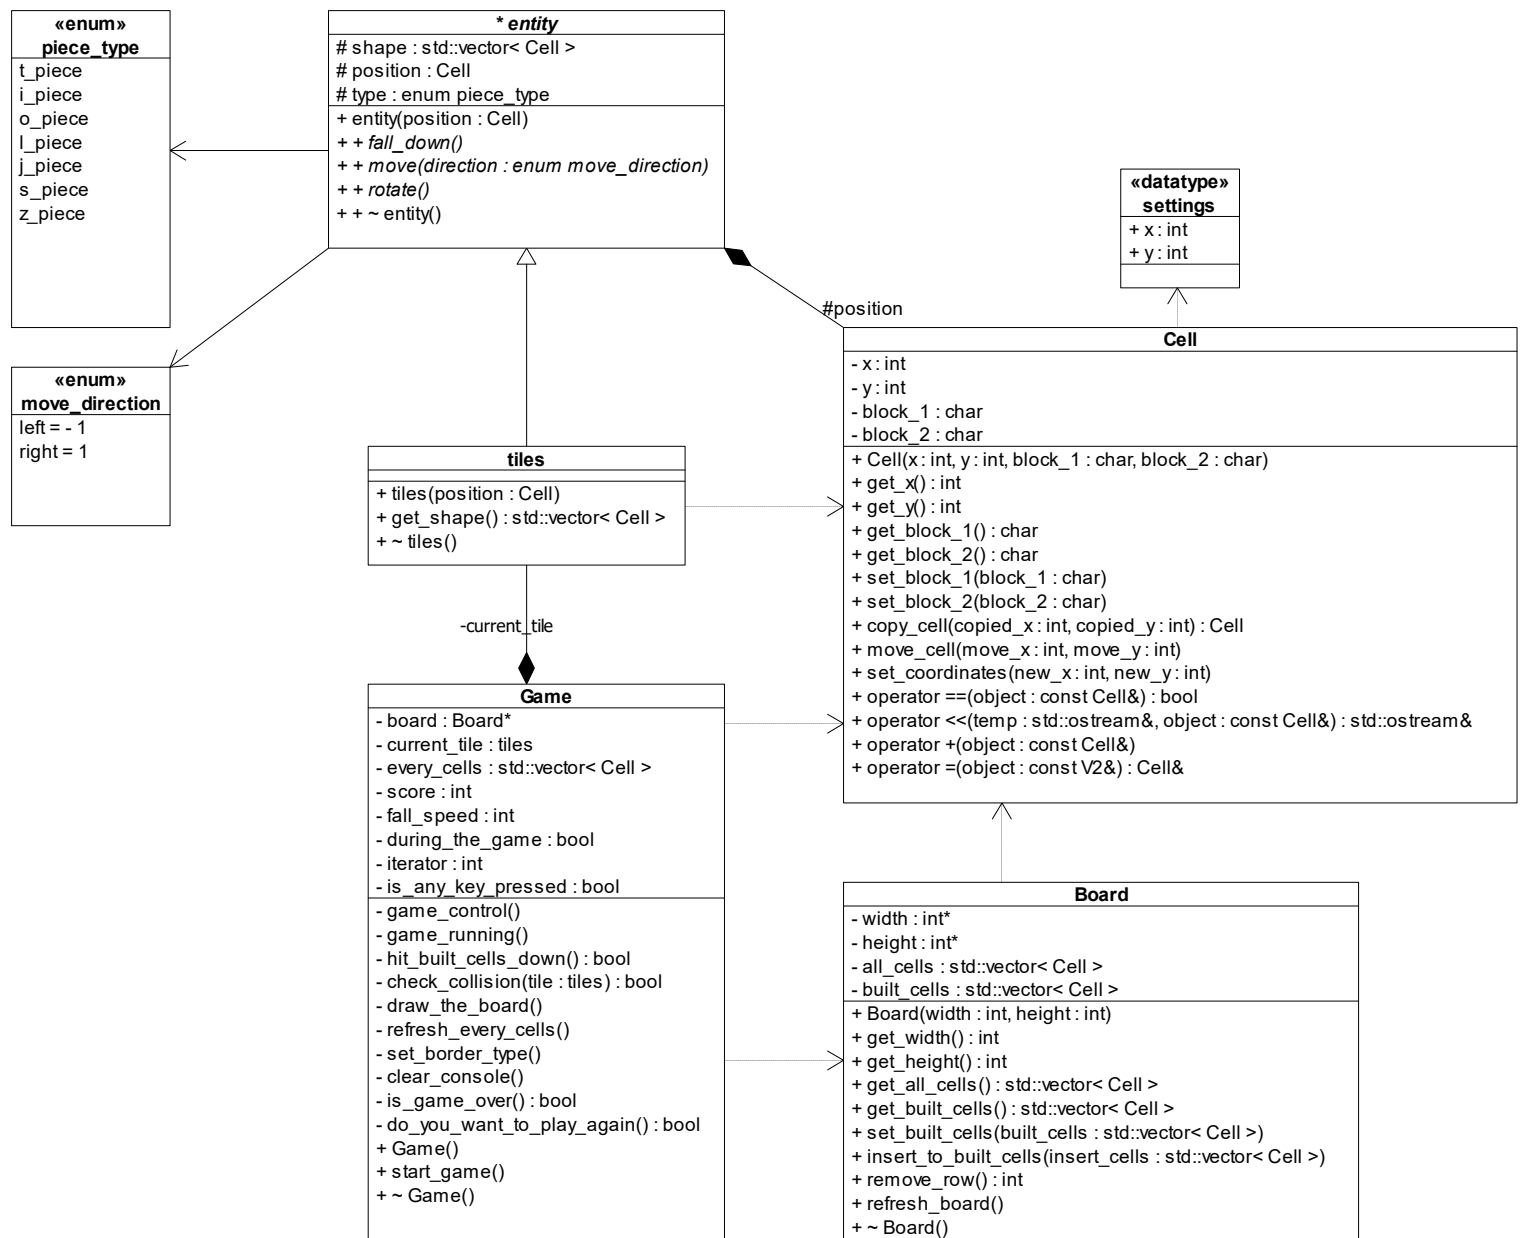 «enum»
piece_type
t_piece
i_piece
o_piece
l_piece
j_piece
s_piece
z_piece
* entity
# shape : std::vector< Cell >
# position : Cell
# type : enum piece_type
+ entity(position : Cell)
+ + fall_down()
+ + move(direction : enum move_direction)
+ + rotate()
+ + ~ entity()
«datatype»
settings
+ x : int
+ y : int
#position
«enum»
move_direction
left = - 1
right = 1
Cell
- x : int
- y : int
- block_1 : char
- block_2 : char
+ Cell(x : int, y : int, block_1 : char, block_2 : char)
+ get_x() : int
+ get_y() : int
+ get_block_1() : char
+ get_block_2() : char
+ set_block_1(block_1 : char)
+ set_block_2(block_2 : char)
+ copy_cell(copied_x : int, copied_y : int) : Cell
+ move_cell(move_x : int, move_y : int)
+ set_coordinates(new_x : int, new_y : int)
+ operator ==(object : const Cell&) : bool
+ operator <<(temp : std::ostream&, object : const Cell&) : std::ostream&
+ operator +(object : const Cell&)
+ operator =(object : const V2&) : Cell&
tiles
+ tiles(position : Cell)
+ get_shape() : std::vector< Cell >
+ ~ tiles()
-current_tile
Game
- board : Board*
- current_tile : tiles
- every_cells : std::vector< Cell >
- score : int
- fall_speed : int
- during_the_game : bool
- iterator : int
- is_any_key_pressed : bool
- game_control()
- game_running()
- hit_built_cells_down() : bool
- check_collision(tile : tiles) : bool
- draw_the_board()
- refresh_every_cells()
- set_border_type()
- clear_console()
- is_game_over() : bool
- do_you_want_to_play_again() : bool
+ Game()
+ start_game()
+ ~ Game()
Board
- width : int*
- height : int*
- all_cells : std::vector< Cell >
- built_cells : std::vector< Cell >
+ Board(width : int, height : int)
+ get_width() : int
+ get_height() : int
+ get_all_cells() : std::vector< Cell >
+ get_built_cells() : std::vector< Cell >
+ set_built_cells(built_cells : std::vector< Cell >)
+ insert_to_built_cells(insert_cells : std::vector< Cell >)
+ remove_row() : int
+ refresh_board()
+ ~ Board()